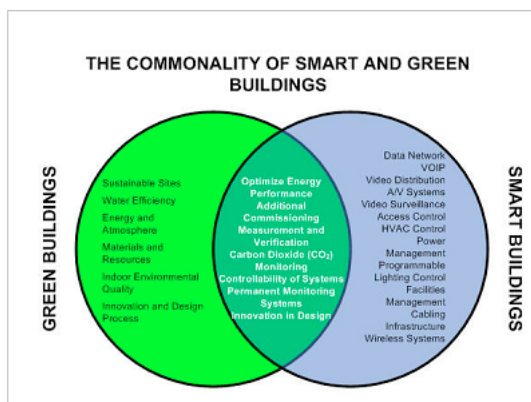 THE COMMONALITY OF SMART AND GREEN
BUILDINGS
GREEN BUILDINGS
Sustainable Sites
Water Efficiency
Energy and
Atmosphere
Materials and
Resources
Indoor Environmental
Quality
Innovation and Design
Process
Optimize Energy
Performance
Additional
Commissioning
Measurement and
Verification
Carbon Dioxide (CO₂)
Monitoring
Controllability of Systems
Permanent Monitoring
Systems
Innovation in Design
Data Network
VOIP
Video Distribution
A/V Systems
Video Surveillance
Access Control
HVAC Control
Power
Management
Programmable
Lighting Control
Facilities
Management
Cabling
Infrastructure
Wireless Systems
SMART BUILDINGS